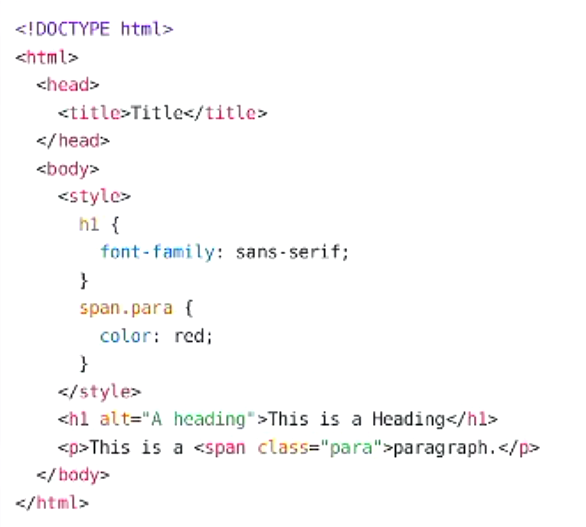 <!DOCTYPE html>
<html>
<head>
<title>Title</title>
</head>
<body>
<style>
h1 {
font-family: sans-serif;
}
span.para {
color: red;
}
</style>
<h1 alt="A heading">This is a Heading</h1>
<p>This is a <span class="para">paragraph.</p>
</body>
</html>